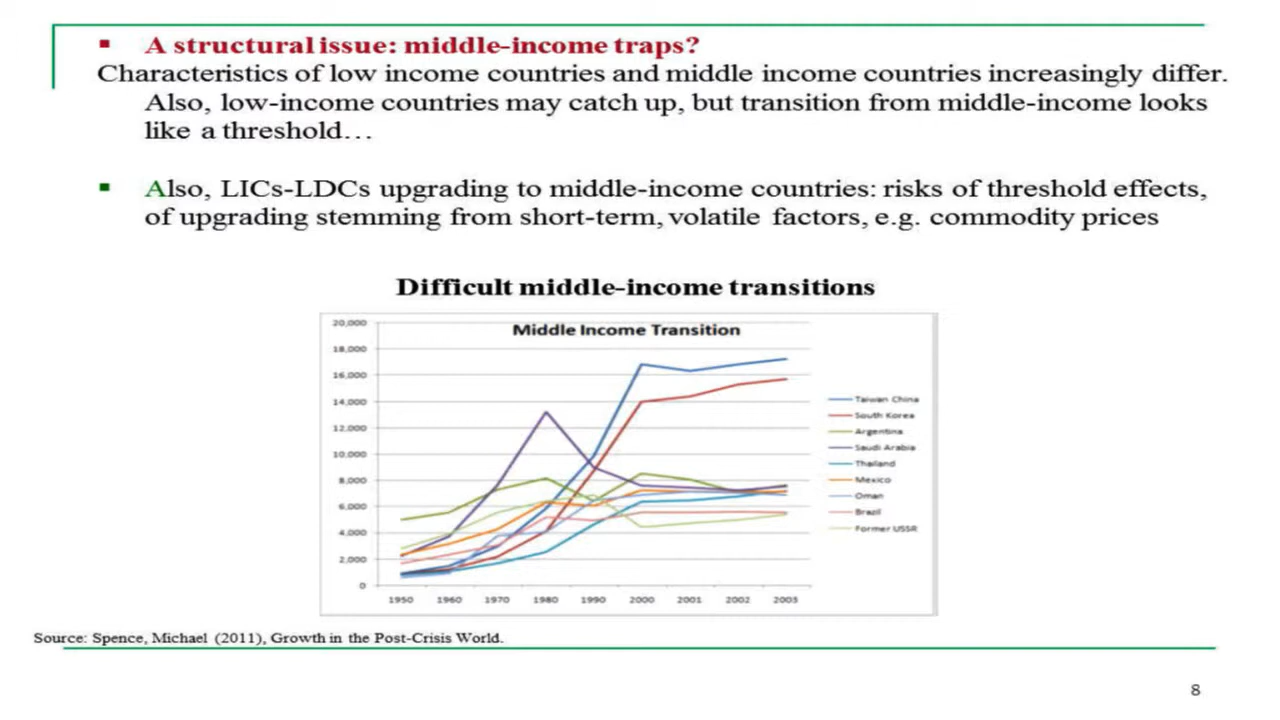 ▪ A structural issue: middle-income traps?
Characteristics of low income countries and middle income countries increasingly differ.
Also, low-income countries may catch up, but transition from middle-income looks
like a threshold…
▪ Also, LICs-LDCs upgrading to middle-income countries: risks of threshold effects,
of upgrading stemming from short-term, volatile factors, e.g. commodity prices
Difficult middle-income transitions
Middle Income Transition
20,000
18,000
16,000
14,000
12,000
10,000
8,000
6,000
4,000
2,000
0
1950 1960 1970 1980 1990 2000 2001 2002 2003
Taiwan China
South Korea
Argentina
Saudi Arabia
Thailand
Mexico
Oman
Brazil
Former USSR
Source: Spence, Michael (2011), Growth in the Post-Crisis World.
8